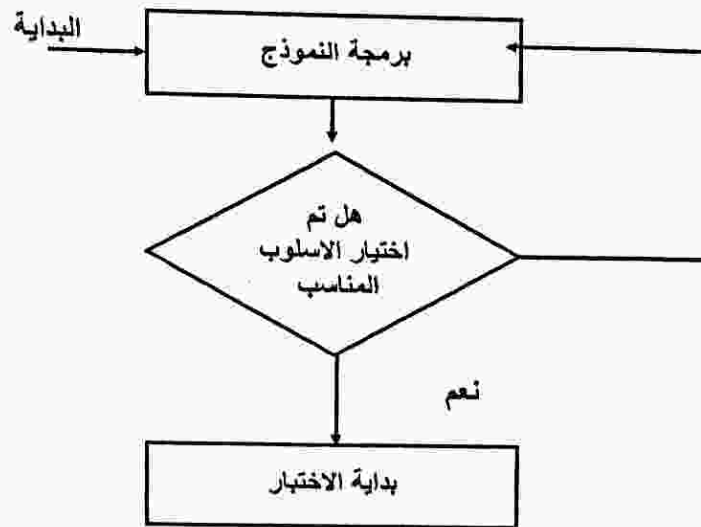 البداية
برمجة النموذج
هل تم
اختيار الاسلوب
المناسب
نعم
بداية الاختبار